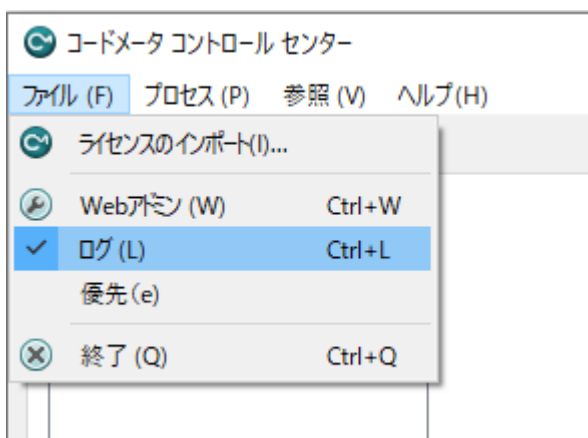 コードメータ コントロール センター
ファイル (F) プロセス (P) 参照 (V) ヘルプ(H)
ライセンスのインポート(I)...
Webアドミン (W) Ctrl+W
ログ (L) Ctrl+L
優先(e)
終了 (Q) Ctrl+Q